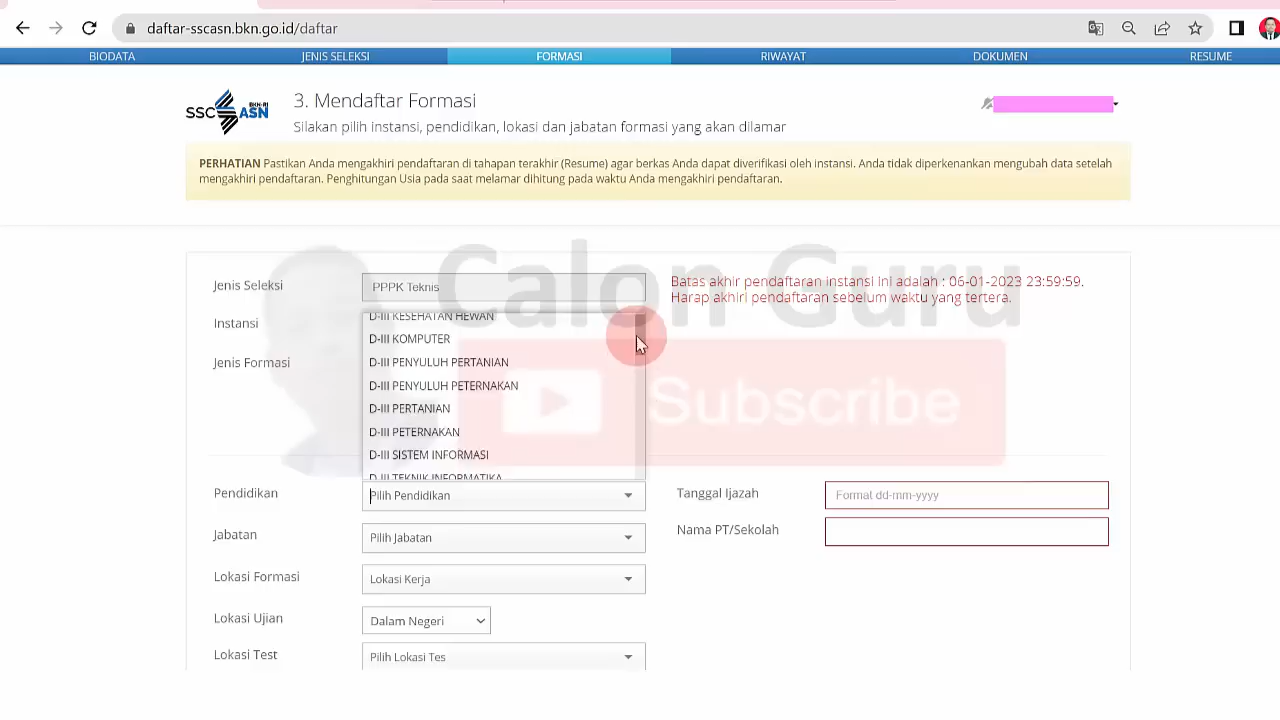 daftar-sscasn.bkn.go.id/daftar
BIODATA JENIS SELEKSI FORMASI RIWAYAT DOKUMEN RESUME
SSC ASN BKN-RI
3. Mendaftar Formasi
Silakan pilih instansi, pendidikan, lokasi dan jabatan formasi yang akan dilamar
PERHATIAN Pastikan Anda mengakhiri pendaftaran di tahapan terakhir (Resume) agar berkas Anda dapat diverifikasi oleh instansi. Anda tidak diperkenankan mengubah data setelah
mengakhiri pendaftaran. Penghitungan Usia pada saat melamar dihitung pada waktu Anda mengakhiri pendaftaran.
Calon Guru
Jenis Seleksi PPPK Teknis Batas akhir pendaftaran instansi ini adalah : 06-01-2023 23:59:59.
Harap akhiri pendaftaran sebelum waktu yang tertera.
Instansi D-III KESEHATAN HEWAN
D-III KOMPUTER
Jenis Formasi D-III PENYULUH PERTANIAN
D-III PENYULUH PETERNAKAN
Subscribe
D-III PERTANIAN
D-III PETERNAKAN
D-III SISTEM INFORMASI
D-III TEKNIK INFORMATIKA
Pendidikan Pilih Pendidikan Tanggal Ijazah Format dd-mm-yyyy
Jabatan Pilih Jabatan Nama PT/Sekolah
Lokasi Formasi Lokasi Kerja
Lokasi Ujian Dalam Negeri
Lokasi Test Pilih Lokasi Tes